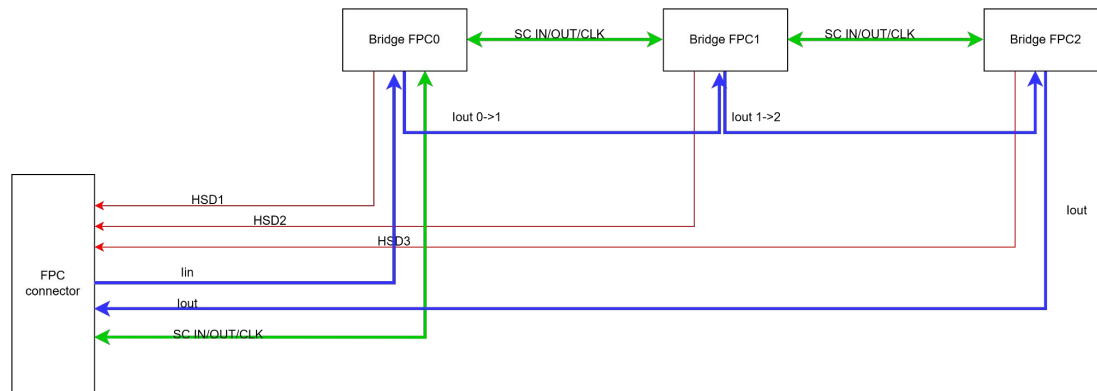 Bridge FPC0
SC IN/OUT/CLK
Bridge FPC1
SC IN/OUT/CLK
Bridge FPC2
Iout 0->1
Iout 1->2
HSD1
HSD2
HSD3
Iout
FPC
connector
Iin
Iout
SC IN/OUT/CLK